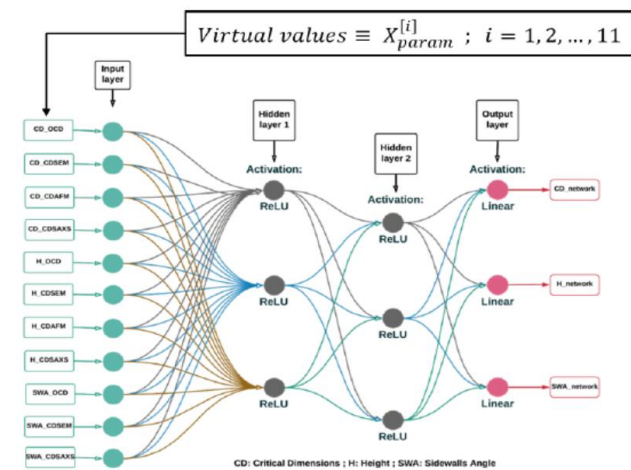 Virtual values ≡ X_{param}^{[i]} ; i = 1, 2, ..., 11
Input
layer
Hidden
layer 1
Hidden
layer 2
Output
layer
Activation:
Activation:
Activation:
CD_OCD
CD_CDSEM
CD_CDAFM
CD_CDSAXS
H_OCD
H_CDSEM
H_CDAFM
H_CDSAXS
SWA_OCD
SWA_CDSEM
SWA_CDSAXS
ReLU
ReLU
ReLU
ReLU
ReLU
ReLU
Linear
Linear
Linear
CD_network
H_network
SWA_network
CD: Critical Dimensions ; H: Height ; SWA: Sidewalls Angle